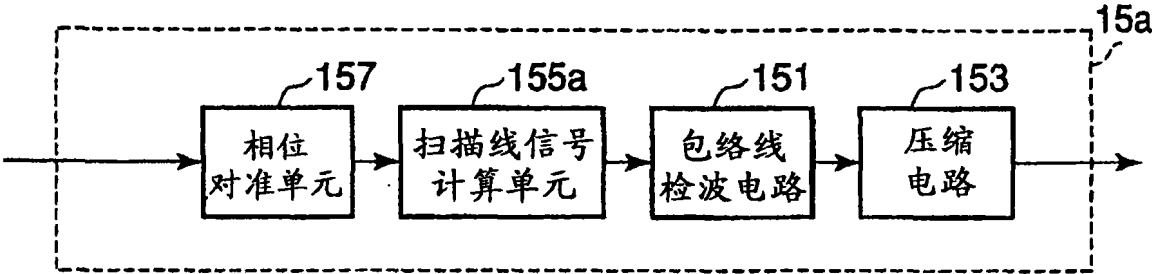 15a
157
155a
151
153
相位
对准单元
扫描线信号
计算单元
包络线
检波电路
压缩
电路